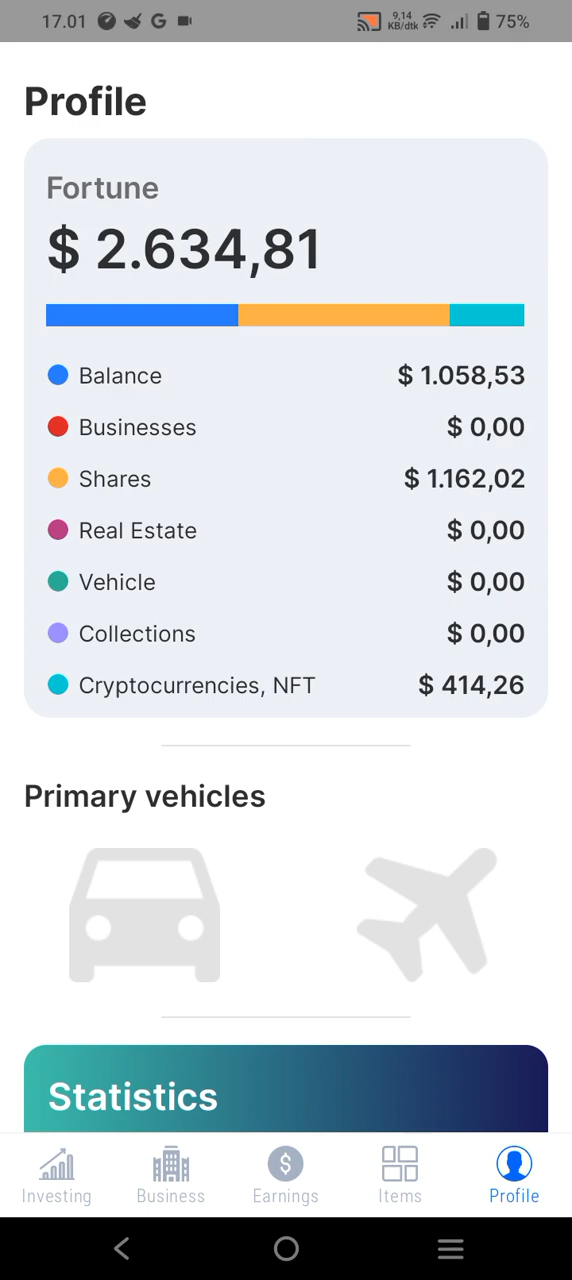 17.01 9,14 KB/dtk 75%
Profile
Fortune
$ 2.634,81
Balance $ 1.058,53
Businesses $ 0,00
Shares $ 1.162,02
Real Estate $ 0,00
Vehicle $ 0,00
Collections $ 0,00
Cryptocurrencies, NFT $ 414,26
Primary vehicles
Statistics
Investing Business Earnings Items Profile